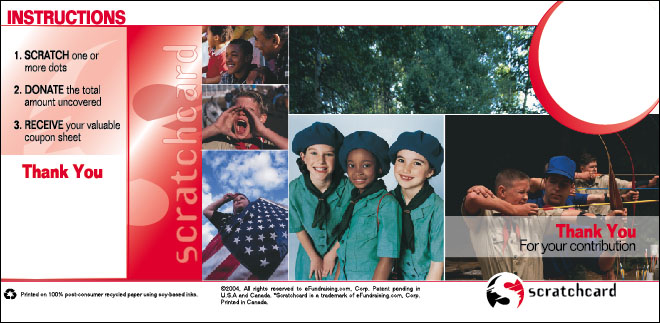 INSTRUCTIONS
1. SCRATCH one or
more dots
2. DONATE the total
amount uncovered
3. RECEIVE your valuable
coupon sheet
Thank You
scratchcard
Thank You
For your contribution
scratchcard
Printed on 100% post-consumer recycled paper using soy-based inks.
©2004, All rights reserved to eFundraising.com, Corp. Patent pending in
U.S.A and Canada. *Scratchcard is a trademark of eFundraising.com, Corp.
Printed in Canada.